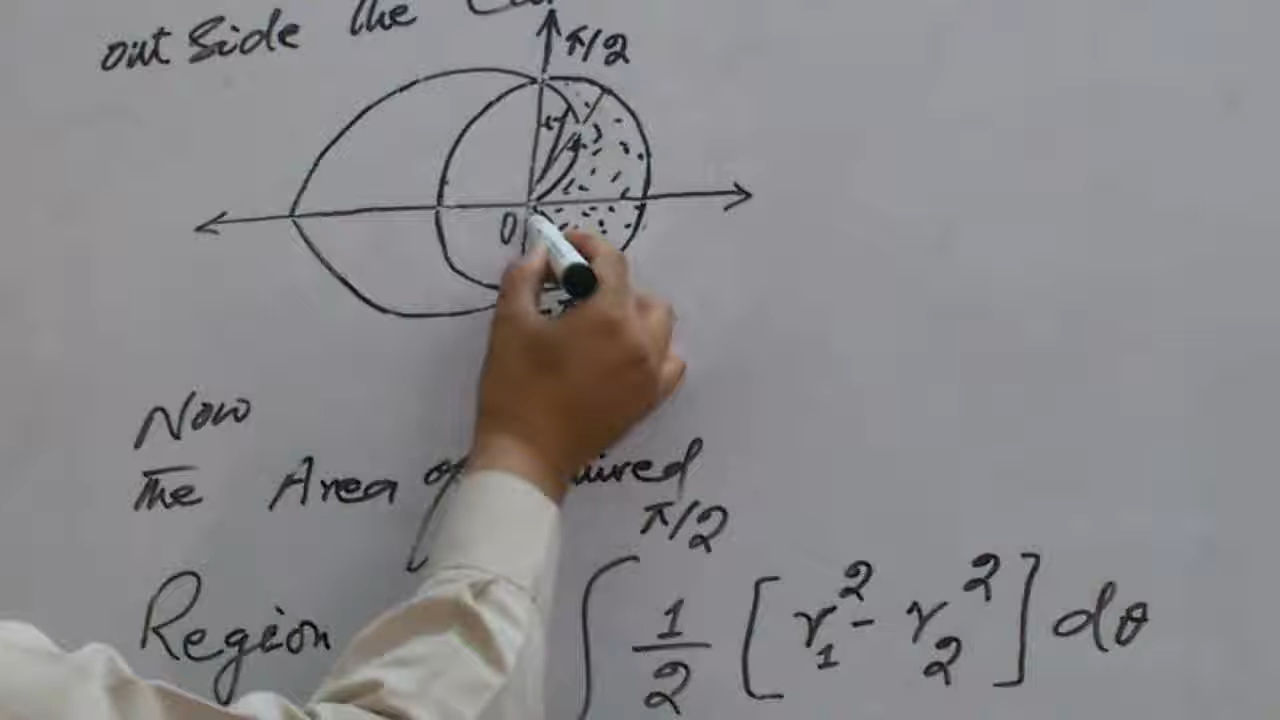 out Side the
π/2
0
Now
The Area of
Region
π/2
∫ 1/2 [r₁² - r₂²] dθ